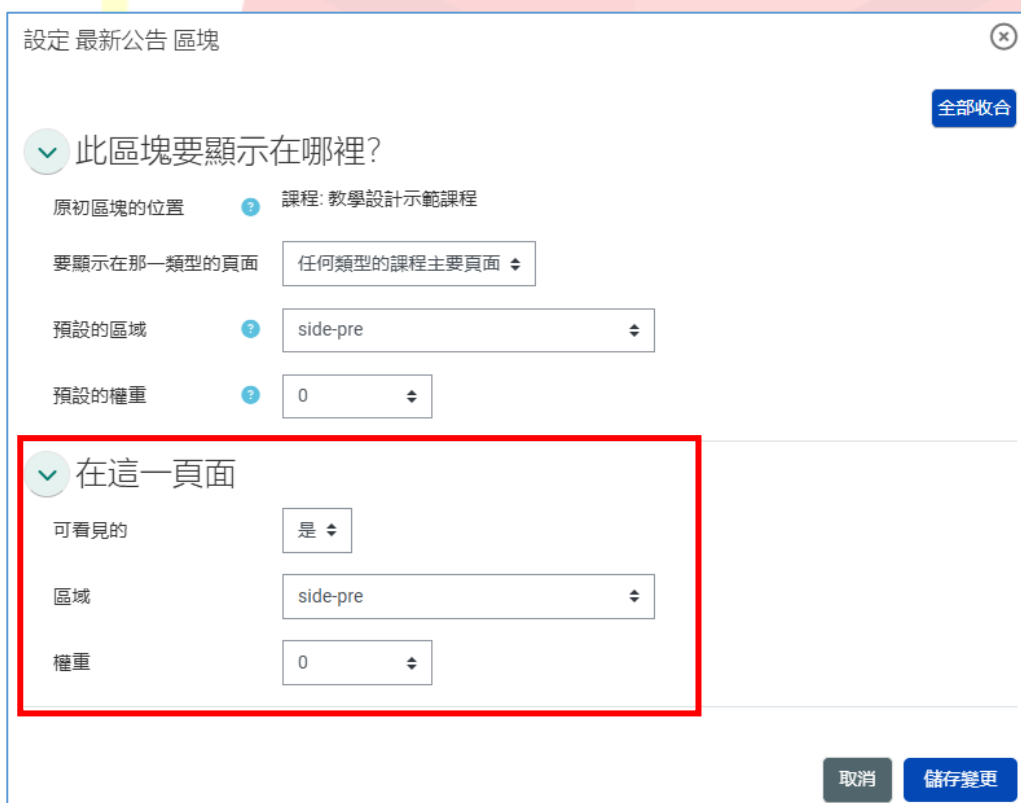 設定 最新公告 區塊
全部收合
此區塊要顯示在哪裡?
原初區塊的位置 ? 課程: 教學設計示範課程
要顯示在那一類型的頁面 任何類型的課程主要頁面
預設的區域 ? side-pre
預設的權重 ? 0
在這一頁面
可看見的 是
區域 side-pre
權重 0
取消 儲存變更